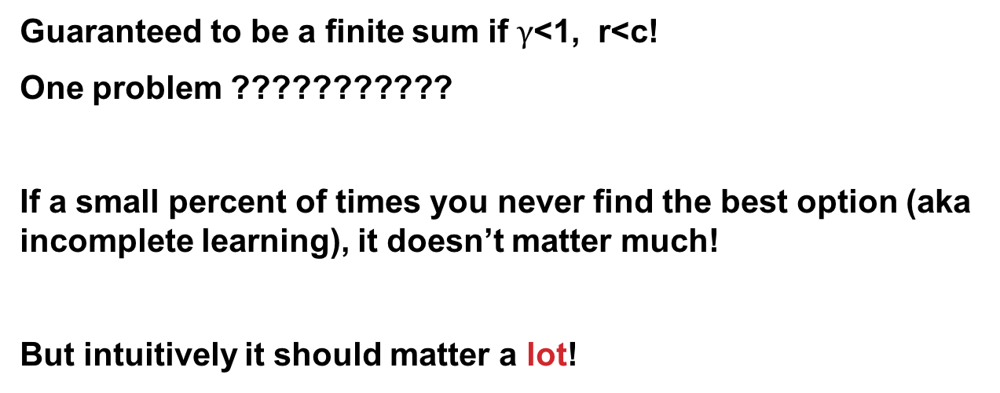 Guaranteed to be a finite sum if γ<1, r<c!
One problem ???????????
If a small percent of times you never find the best option (aka
incomplete learning), it doesn’t matter much!
But intuitively it should matter a lot!